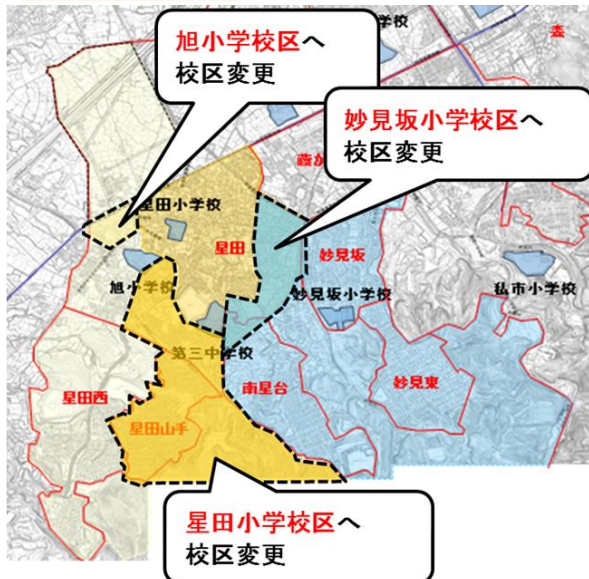 旭小学校区へ
校区変更
学校
妙見坂小学校区へ
校区変更
星田小学校
星田
妙見坂
旭小学校
妙見坂小学校
私市小学校
第三中学校
南星台
妙見東
星田西
星田山手
星田小学校区へ
校区変更